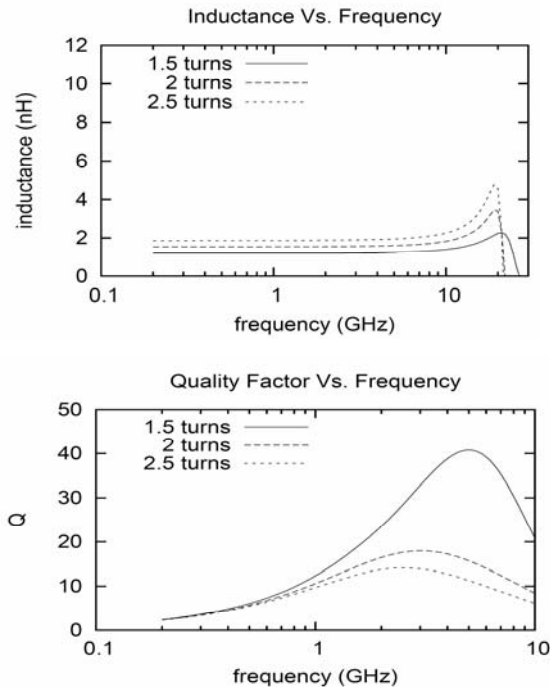 Inductance Vs. Frequency
12
10
8
6
4
2
0
inductance (nH)
1.5 turns
2 turns
2.5 turns
0.1
1
10
frequency (GHz)
Quality Factor Vs. Frequency
50
40
30
20
10
0
Q
1.5 turns
2 turns
2.5 turns
0.1
1
10
frequency (GHz)